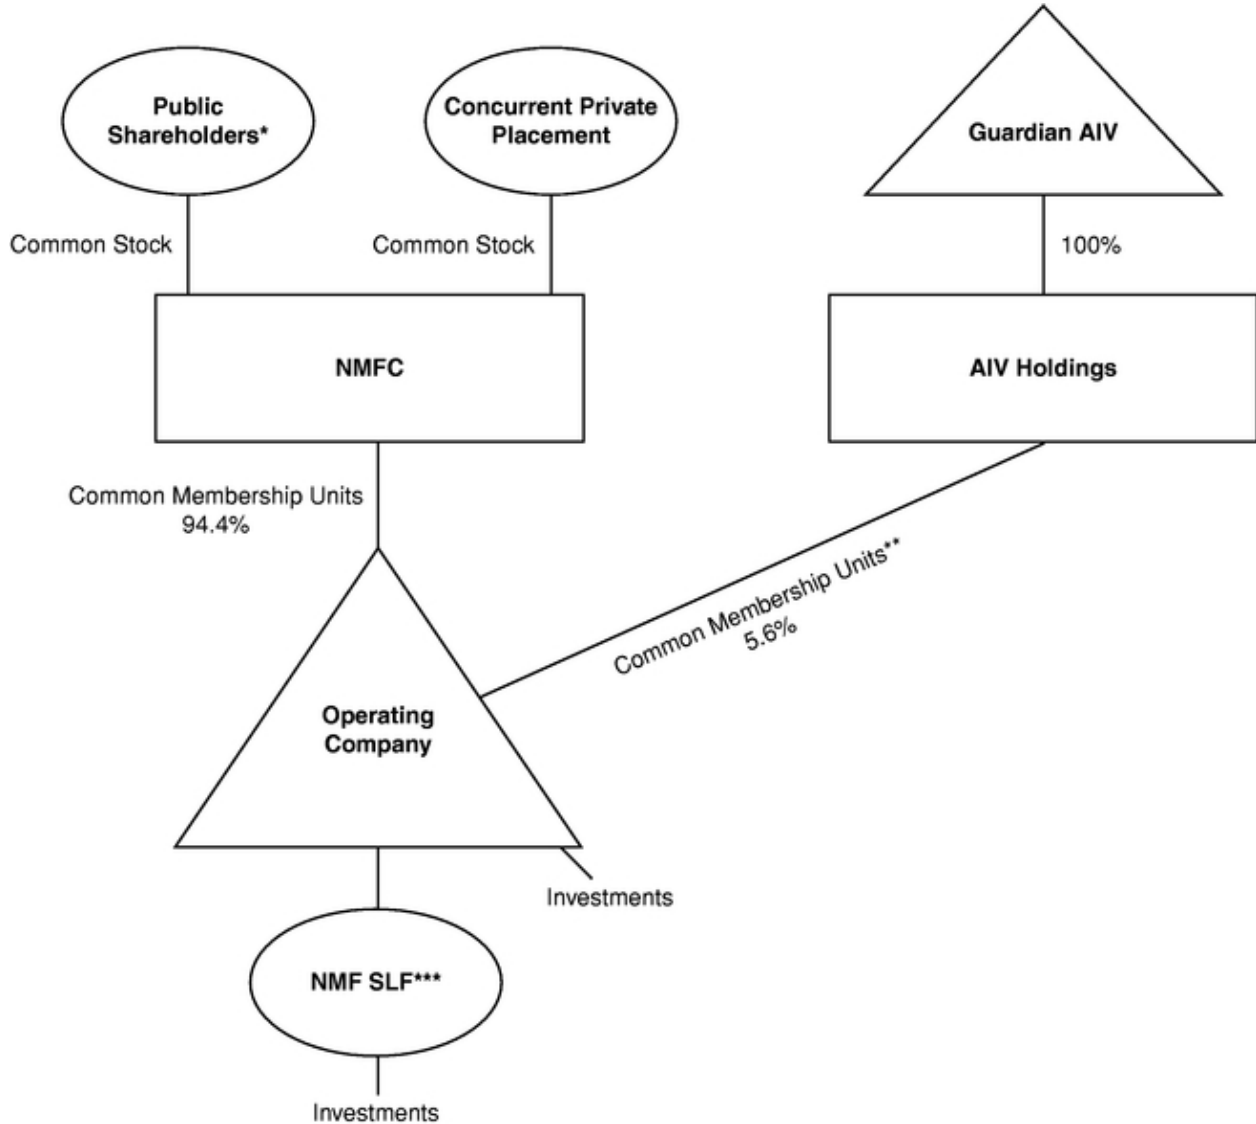 Public
Shareholders*
Concurrent Private
Placement
Guardian AIV
Common Stock
Common Stock
100%
NMFC
AIV Holdings
Common Membership Units
94.4%
Common Membership Units**
5.6%
Operating
Company
Investments
NMF SLF***
Investments